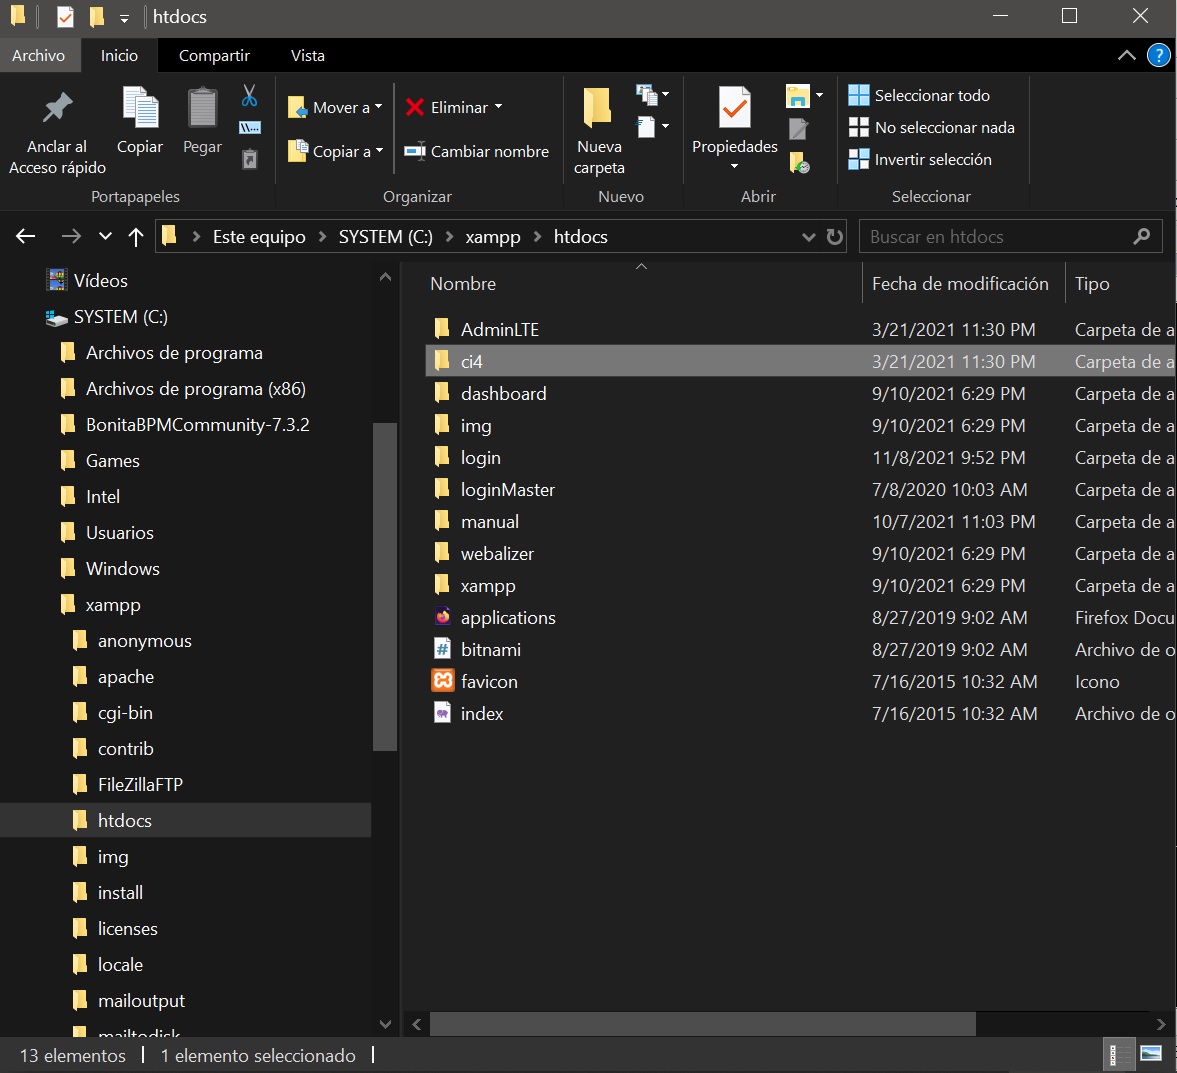 htdocs
Archivo Inicio Compartir Vista
Anclar al
Acceso rápido
Copiar
Pegar
Portapapeles
Mover a
Copiar a
Eliminar
Cambiar nombre
Organizar
Nueva
carpeta
Nuevo
Propiedades
Abrir
Seleccionar todo
No seleccionar nada
Invertir selección
Seleccionar
Este equipo > SYSTEM (C:) > xampp > htdocs
Buscar en htdocs
Vídeos
SYSTEM (C:)
Archivos de programa
Archivos de programa (x86)
BonitaBPMCommunity-7.3.2
Games
Intel
Usuarios
Windows
xampp
anonymous
apache
cgi-bin
contrib
FileZillaFTP
htdocs
img
install
licenses
locale
mailoutput
mailtodisk
Nombre Fecha de modificación Tipo
AdminLTE 3/21/2021 11:30 PM Carpeta de a
ci4 3/21/2021 11:30 PM Carpeta de a
dashboard 9/10/2021 6:29 PM Carpeta de a
img 9/10/2021 6:29 PM Carpeta de a
login 11/8/2021 9:52 PM Carpeta de a
loginMaster 7/8/2020 10:03 AM Carpeta de a
manual 10/7/2021 11:03 PM Carpeta de a
webalizer 9/10/2021 6:29 PM Carpeta de a
xampp 9/10/2021 6:29 PM Carpeta de a
applications 8/27/2019 9:02 AM Firefox Docu
bitnami 8/27/2019 9:02 AM Archivo de o
favicon 7/16/2015 10:32 AM Icono
index 7/16/2015 10:32 AM Archivo de o
13 elementos 1 elemento seleccionado